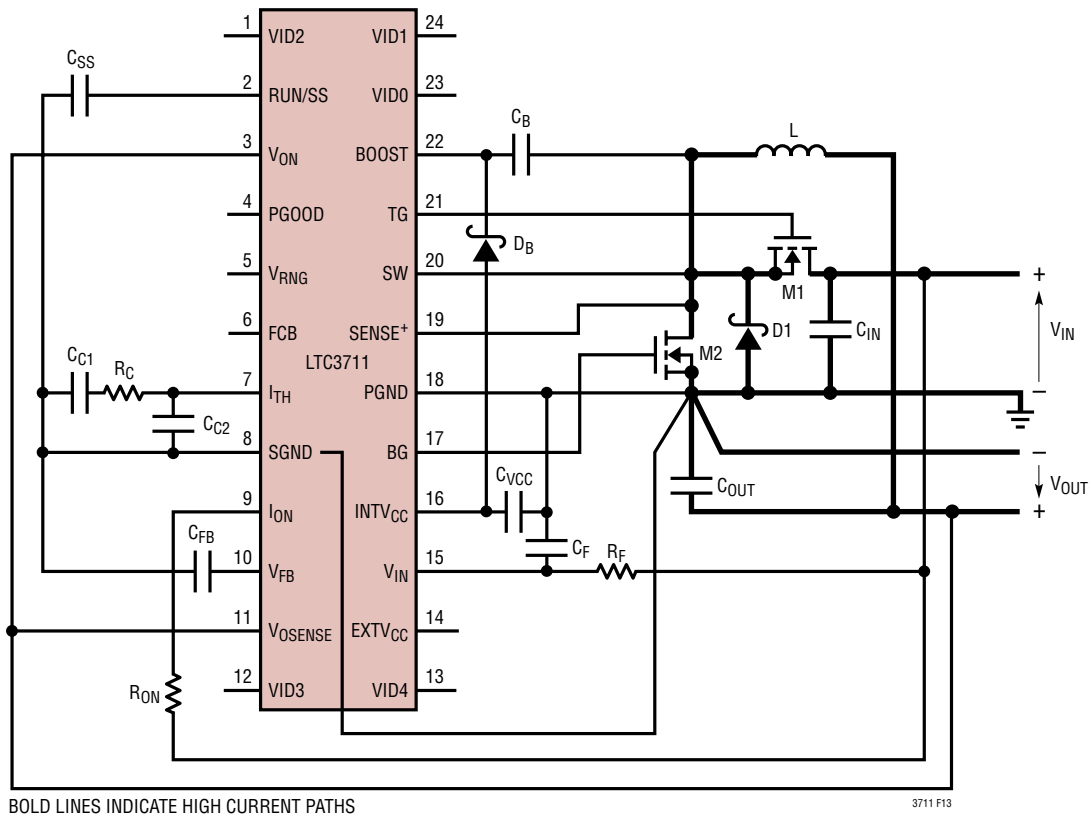 1 VID2 VID1 24
CSS
2 RUN/SS VID0 23
CB
L
3 VON BOOST 22
4 PGOOD TG 21
DB
5 VRNG SW 20
+
M1
6 FCB SENSE+ 19
D1
CIN
VIN
M2
LTC3711
CC1 RC
7 ITH PGND 18
−
CC2
8 SGND BG 17
−
CVCC
COUT
VOUT
9 ION INTVCC 16
+
CFB
CF RF
10 VFB VIN 15
11 VOSENSE EXTVCC 14
RON
12 VID3 VID4 13
BOLD LINES INDICATE HIGH CURRENT PATHS
3711 F13